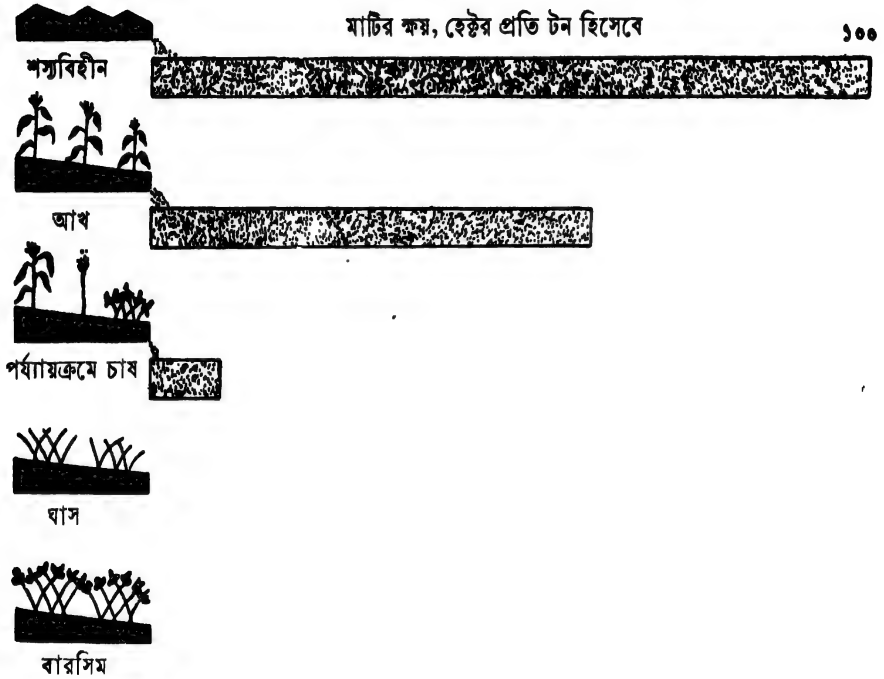 মাটির ক্ষয়, হেক্টর প্রতি টন হিসেবে
১০০
শস্যবিহীন
আখ
পর্য্যায়ক্রমে চাষ
ঘাস
বারসিম